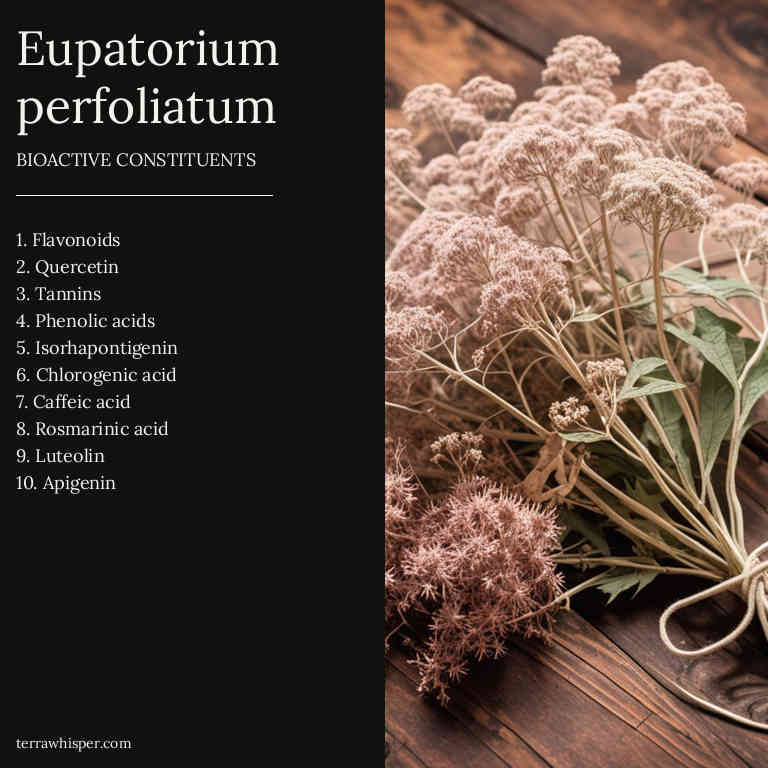 Eupatorium
perfoliatum
BIOACTIVE CONSTITUENTS
1. Flavonoids
2. Quercetin
3. Tannins
4. Phenolic acids
5. Isorhapontigenin
6. Chlorogenic acid
7. Caffeic acid
8. Rosmarinic acid
9. Luteolin
10. Apigenin
terrawhisper.com